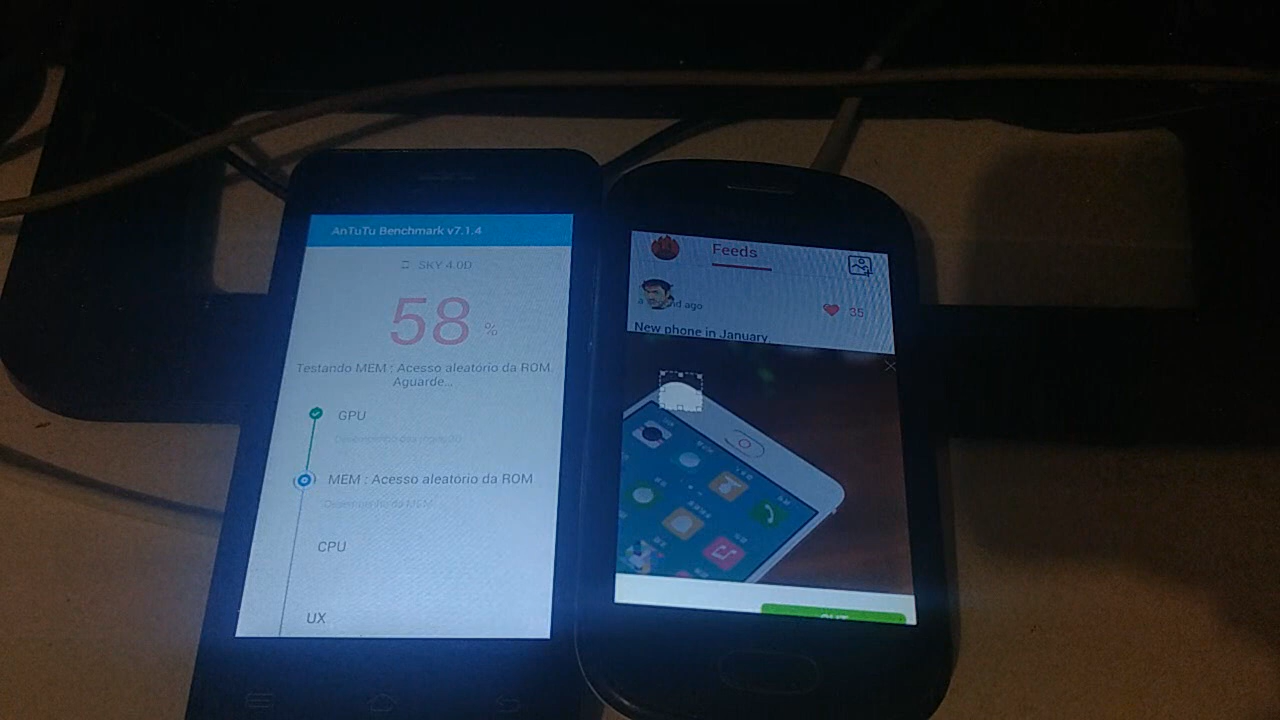 AnTuTu Benchmark v7.1.4
SKY 4.0D
58 %
Testando MEM : Acesso aleatório da ROM.
Aguarde...
GPU
MEM : Acesso aleatório da ROM
CPU
UX
Feeds
ago
35
New phone in January